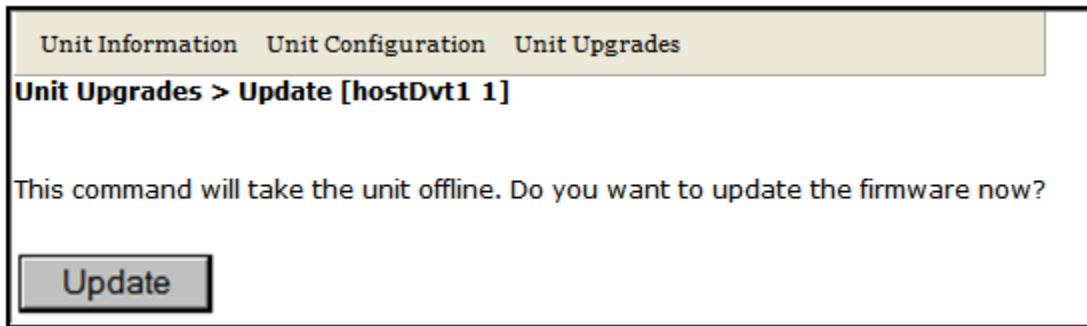 Unit Information Unit Configuration Unit Upgrades
Unit Upgrades > Update [hostDvt1 1]
This command will take the unit offline. Do you want to update the firmware now?
Update